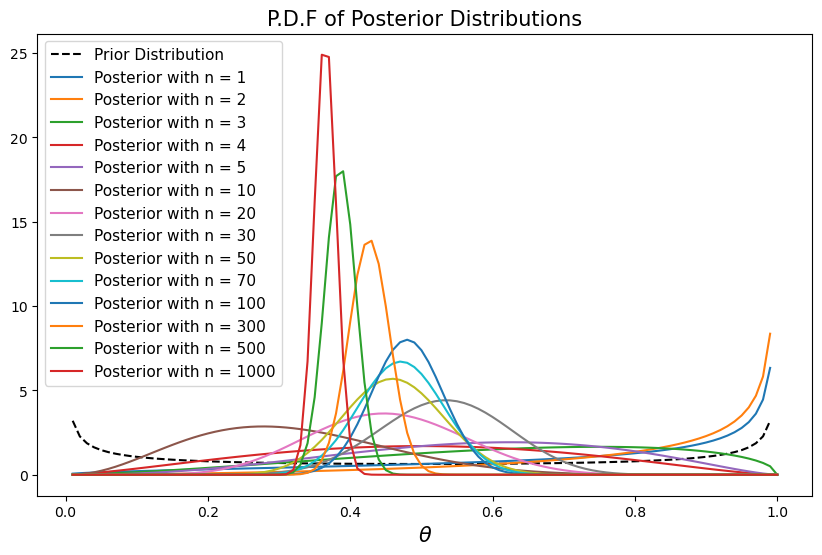 P.D.F of Posterior Distributions
25
20
15
10
5
0
Prior Distribution
Posterior with n = 1
Posterior with n = 2
Posterior with n = 3
Posterior with n = 4
Posterior with n = 5
Posterior with n = 10
Posterior with n = 20
Posterior with n = 30
Posterior with n = 50
Posterior with n = 70
Posterior with n = 100
Posterior with n = 300
Posterior with n = 500
Posterior with n = 1000
0.0 0.2 0.4 0.6 0.8 1.0
θ